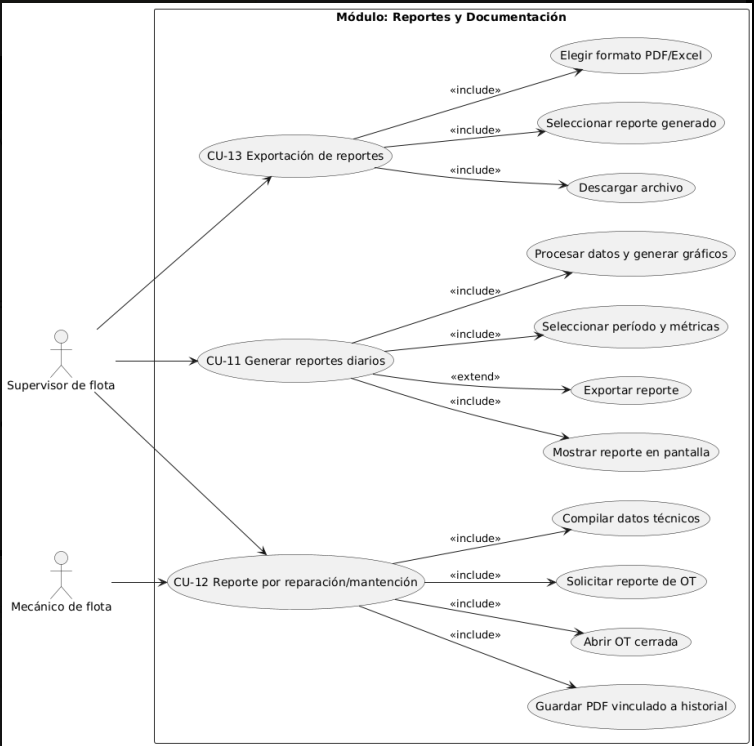 Módulo: Reportes y Documentación
Elegir formato PDF/Excel
«include»
Seleccionar reporte generado
«include»
CU-13 Exportación de reportes
«include»
Descargar archivo
Procesar datos y generar gráficos
«include»
Seleccionar período y métricas
«include»
CU-11 Generar reportes diarios
«extend»
Exportar reporte
«include»
Mostrar reporte en pantalla
Supervisor de flota
Compilar datos técnicos
«include»
CU-12 Reporte por reparación/mantención
«include»
Solicitar reporte de OT
«include»
Abrir OT cerrada
«include»
Guardar PDF vinculado a historial
Mecánico de flota